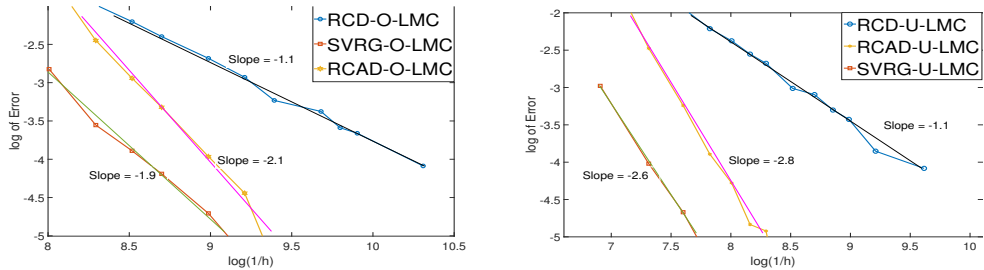 RCD-O-LMC
SVRG-O-LMC
RCAD-O-LMC
Slope = -1.1
Slope = -2.1
Slope = -1.9
-2.5
-3
-3.5
-4
-4.5
-5
log of Error
8
8.5
9
9.5
10
10.5
log(1/h)
RCD-U-LMC
RCAD-U-LMC
SVRG-U-LMC
Slope = -1.1
Slope = -2.8
Slope = -2.6
-2
-2.5
-3
-3.5
-4
-4.5
-5
log of Error
7
7.5
8
8.5
9
9.5
10
log(1/h)